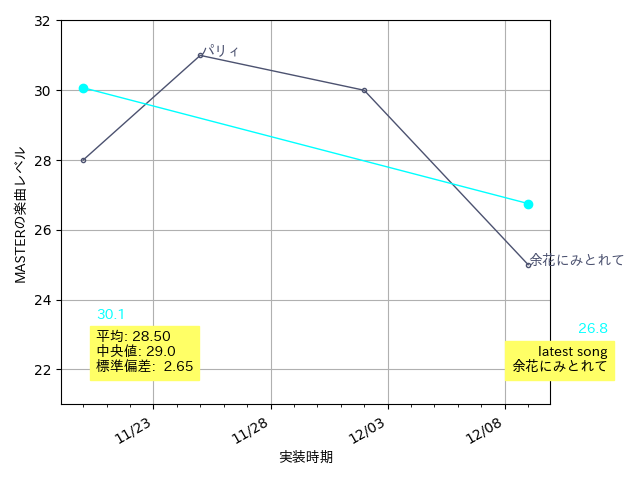 32
30
28
26
24
22
MASTERの楽曲レベル
パリィ
余花にみとれて
30.1
平均: 28.50
中央値: 29.0
標準偏差: 2.65
26.8
latest song
余花にみとれて
11/23
11/28
12/03
12/08
実装時期